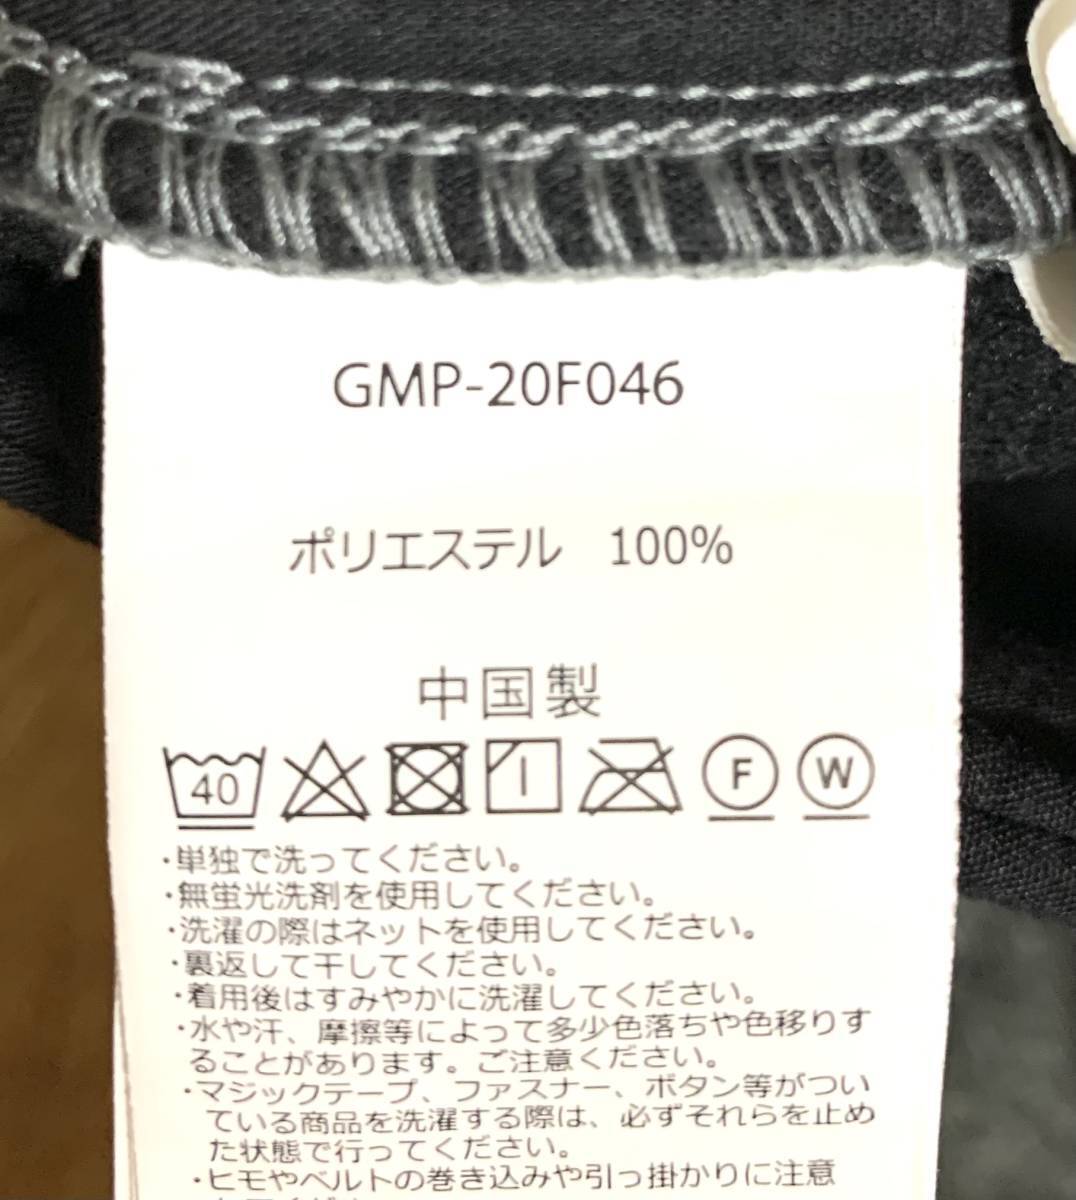 GMP-20F046
ポリエステル 100%
中国製
40 F W
・単独で洗ってください。
・無蛍光洗剤を使用してください。
・洗濯の際はネットを使用してください。
・裏返して干してください。
・着用後はすみやかに洗濯してください。
・水や汗、摩擦等によって多少色落ちや色移りす
ることがあります。ご注意ください。
・マジックテープ、ファスナー、ボタン等がつい
ている商品を洗濯する際は、必ずそれらを止め
た状態で行ってください。
・ヒモやベルトの巻き込みや引っ掛かりに注意